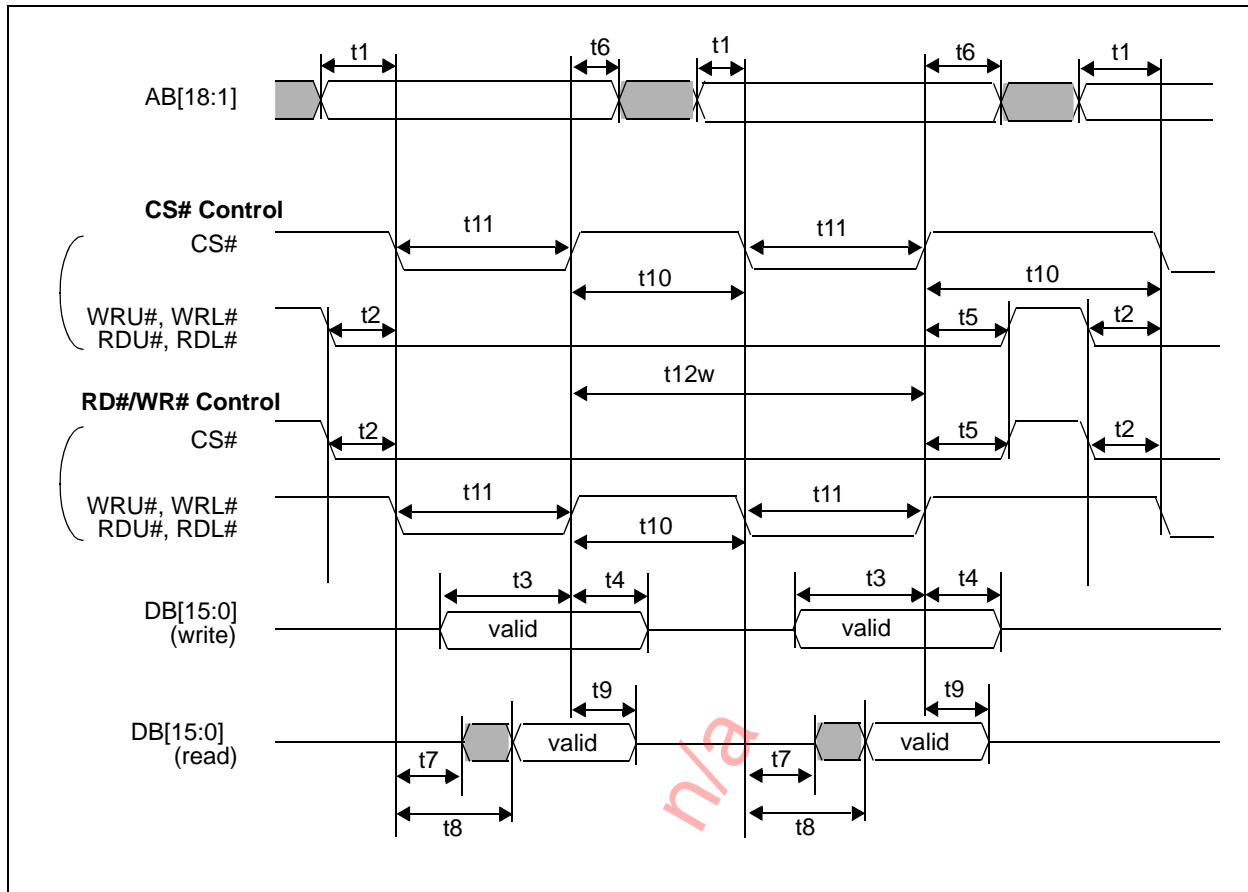 t1 t6 t1 t6 t1
AB[18:1]
CS# Control
CS# t11 t11
t10 t10
WRU#, WRL# t2 t5 t2
RDU#, RDL#
t12w
RD#/WR# Control
CS# t2 t5 t2
WRU#, WRL# t11 t11
RDU#, RDL# t10
t3 t4 t3 t4
DB[15:0] valid valid
(write)
t9 t9
DB[15:0] valid valid
(read)
t7 n/a t7
t8 t8